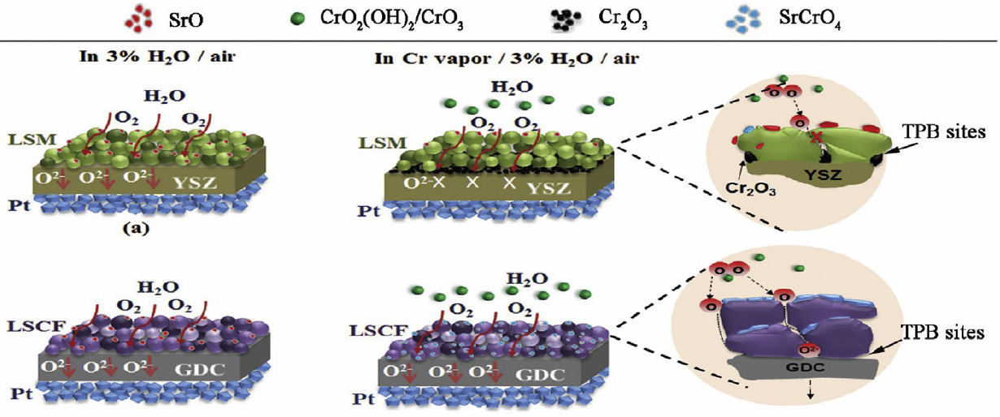 SrO CrO₂(OH)₂/CrO₃ Cr₂O₃ SrCrO₄
In 3% H₂O / air In Cr vapor / 3% H₂O / air
H₂O H₂O
O₂ O₂ O₂ O₂
LSM LSM
O O
O
X
TPB sites
O²⁻ O²⁻ O²⁻ YSZ O²⁻X X X YSZ YSZ
Cr₂O₃
Pt Pt
(a)
H₂O H₂O
O O
O₂ O₂ O₂ O₂
O O
LSCF LSCF
TPB sites
O²⁻
O²⁻ O²⁻ O²⁻ GDC O²⁻ O²⁻ O²⁻ GDC GDC
Pt Pt